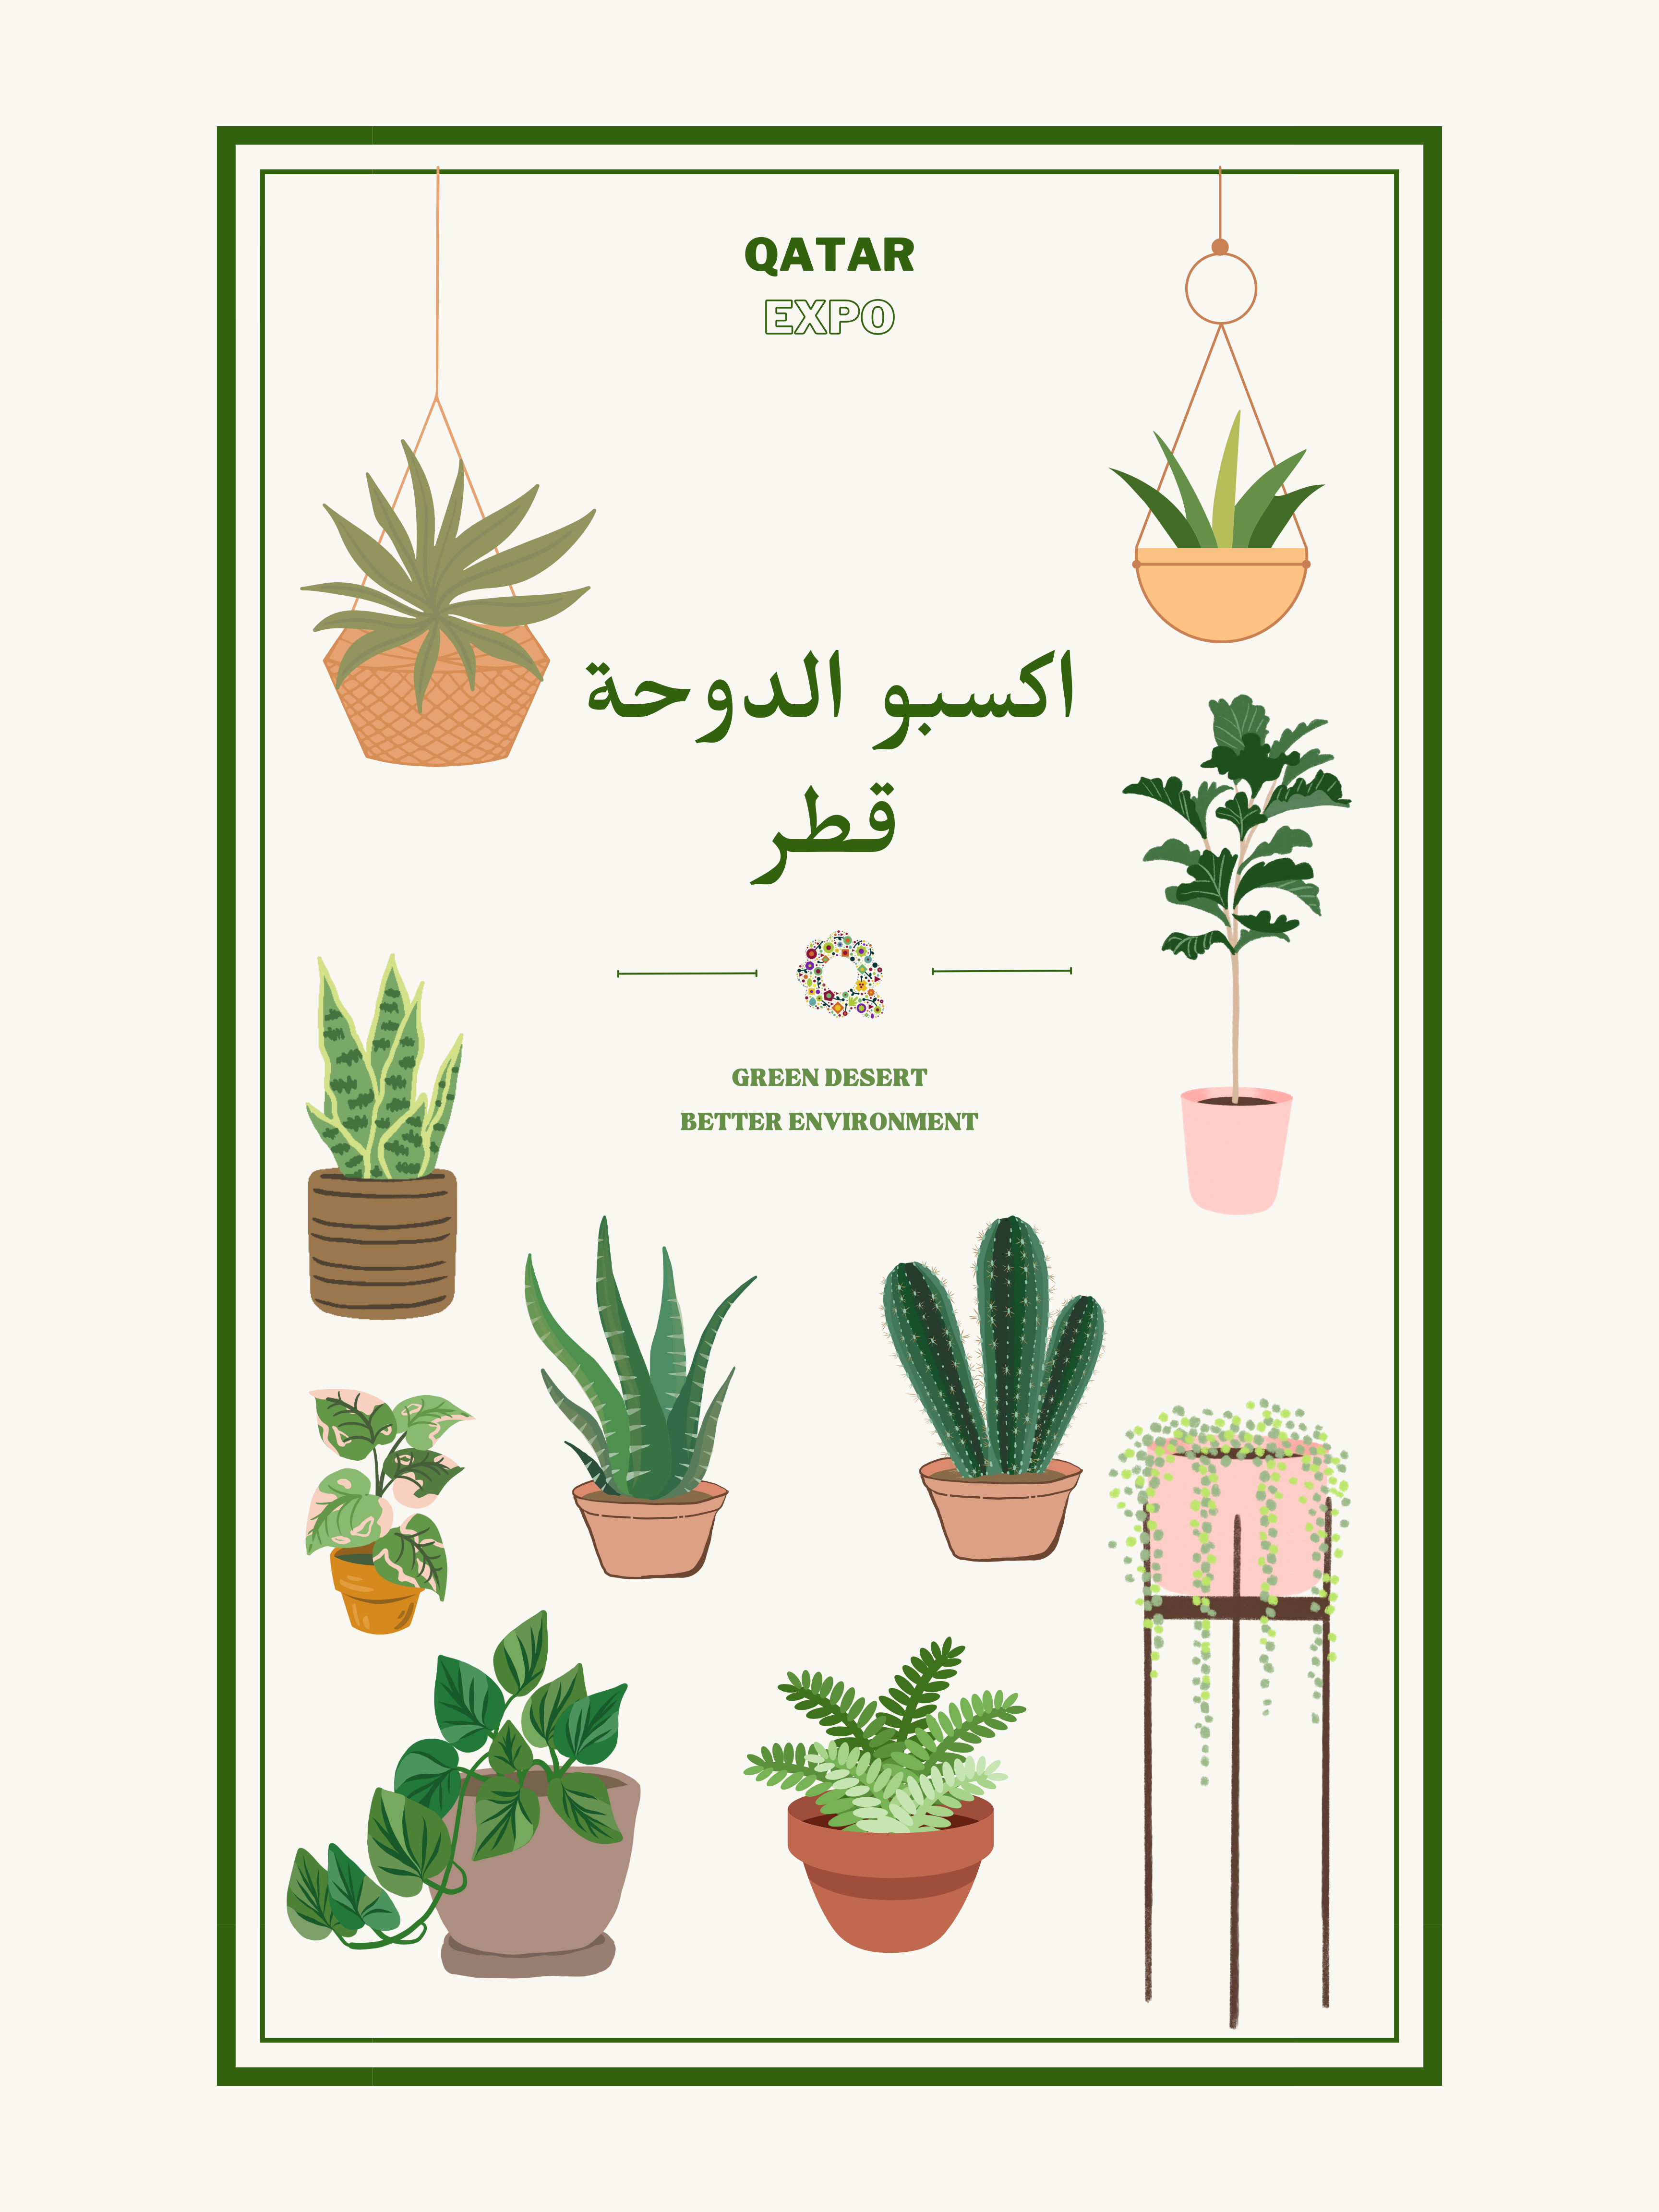 QATAR
EXPO
اكسبو الدوحة
قطر
GREEN DESERT
BETTER ENVIRONMENT